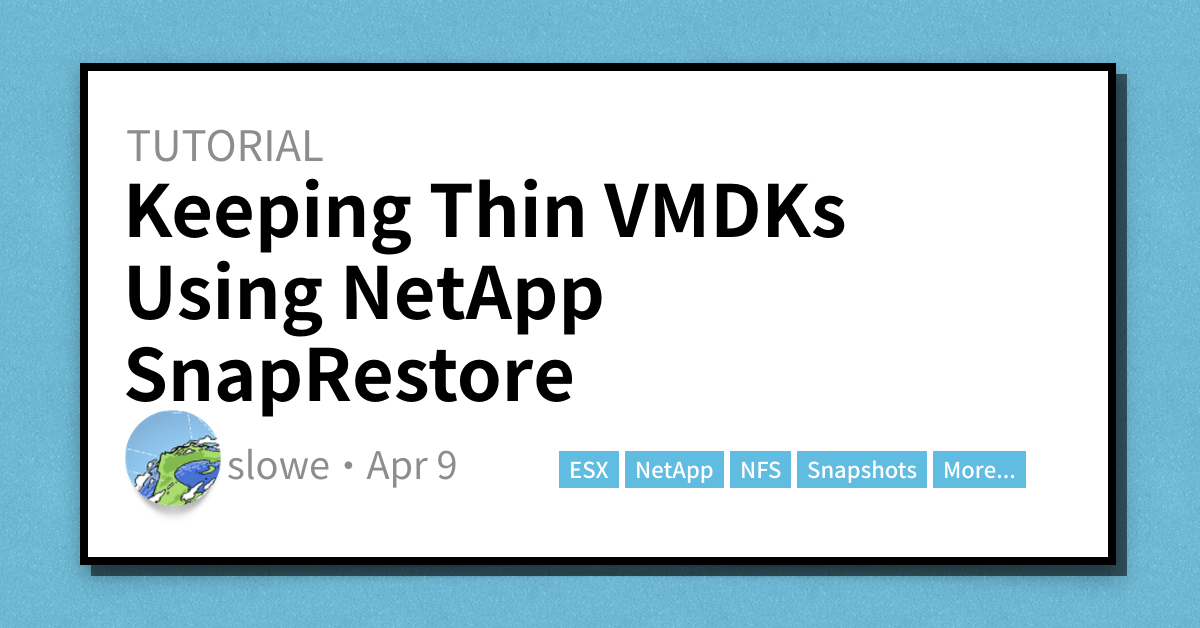 TUTORIAL
Keeping Thin VMDKs
Using NetApp
SnapRestore
slowe • Apr 9
ESX NetApp NFS Snapshots More...